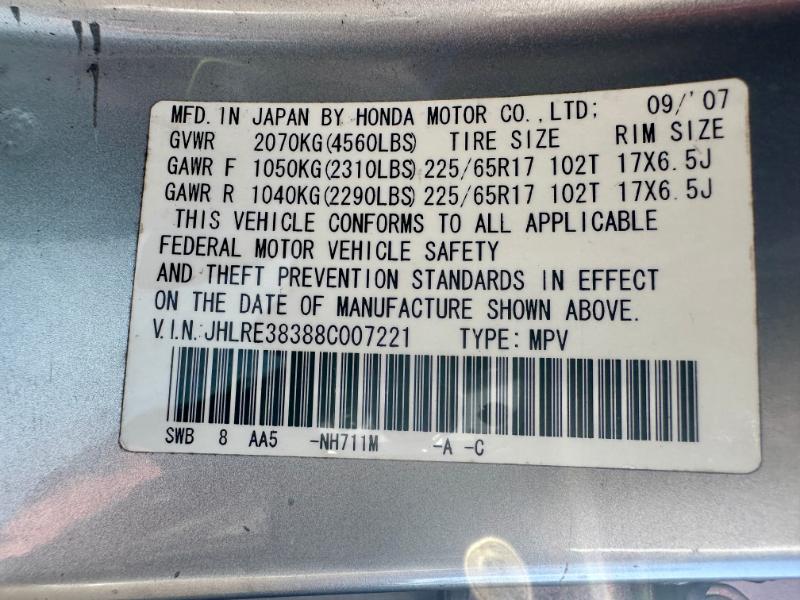 MFD. IN JAPAN BY HONDA MOTOR CO., LTD; 09/'07
GVWR 2070KG(4560LBS) TIRE SIZE RIM SIZE
GAWR F 1050KG(2310LBS) 225/65R17 102T 17X6.5J
GAWR R 1040KG(2290LBS) 225/65R17 102T 17X6.5J
THIS VEHICLE CONFORMS TO ALL APPLICABLE
FEDERAL MOTOR VEHICLE SAFETY
AND THEFT PREVENTION STANDARDS IN EFFECT
ON THE DATE OF MANUFACTURE SHOWN ABOVE.
V.I.N. JHLRE38388C007221 TYPE: MPV
SWB 8 AA5 -NH711M -A -C